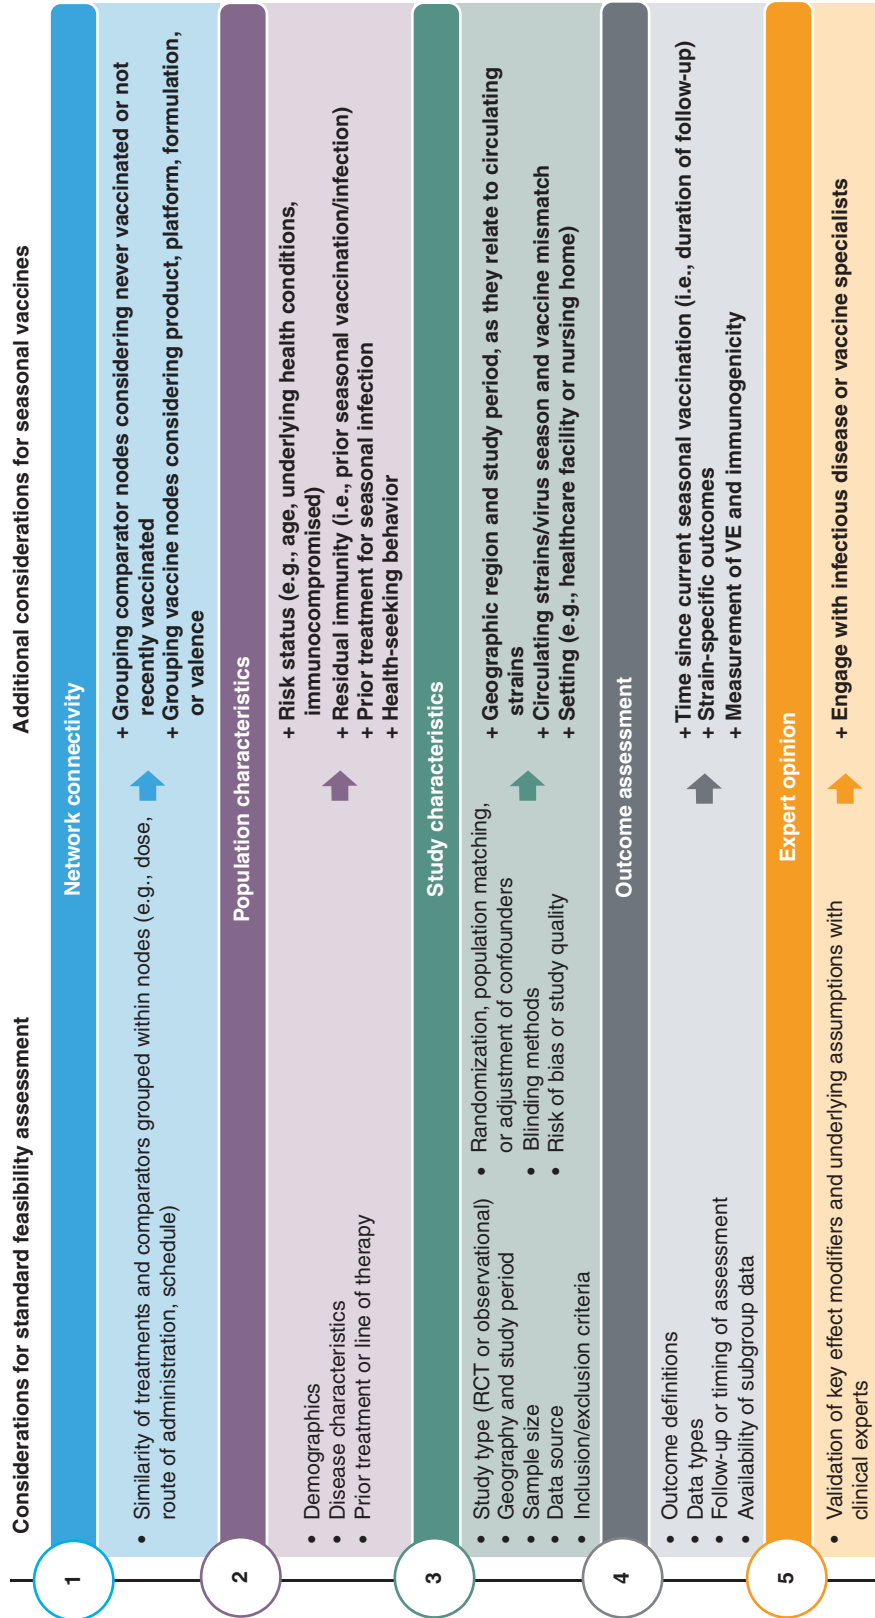 Considerations for standard feasibility assessment
Additional considerations for seasonal vaccines
1
Network connectivity
• Similarity of treatments and comparators grouped within nodes (e.g., dose,
route of administration, schedule)
+ Grouping comparator nodes considering never vaccinated or not
recently vaccinated
+ Grouping vaccine nodes considering product, platform, formulation,
or valence
2
Population characteristics
• Demographics
• Disease characteristics
• Prior treatment or line of therapy
+ Risk status (e.g., age, underlying health conditions,
immunocompromised)
+ Residual immunity (i.e., prior seasonal vaccination/infection)
+ Prior treatment for seasonal infection
+ Health-seeking behavior
3
Study characteristics
• Study type (RCT or observational)
• Geography and study period
• Sample size
• Data source
• Inclusion/exclusion criteria
• Randomization, population matching,
or adjustment of confounders
• Blinding methods
• Risk of bias or study quality
+ Geographic region and study period, as they relate to circulating
strains
+ Circulating strains/virus season and vaccine mismatch
+ Setting (e.g., healthcare facility or nursing home)
4
Outcome assessment
• Outcome definitions
• Data types
• Follow-up or timing of assessment
• Availability of subgroup data
+ Time since current seasonal vaccination (i.e., duration of follow-up)
+ Strain-specific outcomes
+ Measurement of VE and immunogenicity
5
Expert opinion
• Validation of key effect modifiers and underlying assumptions with
clinical experts
+ Engage with infectious disease or vaccine specialists